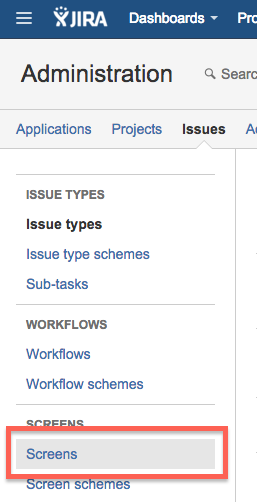 JIRA Dashboards
Administration Search
Applications Projects Issues
ISSUE TYPES
Issue types
Issue type schemes
Sub-tasks
WORKFLOWS
Workflows
Workflow schemes
SCREENS
Screens
Screen schemes